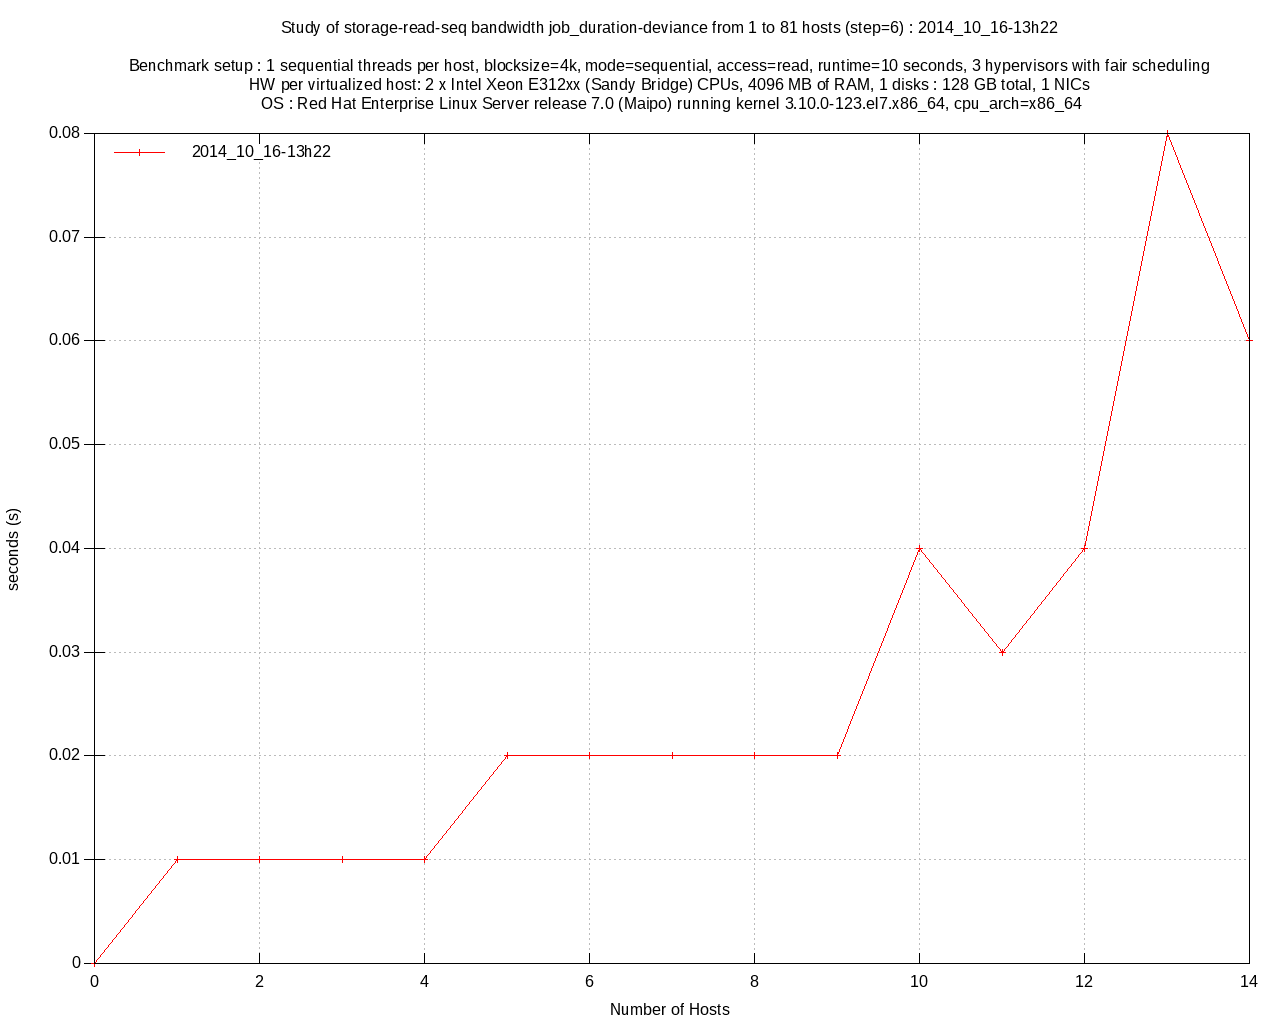 Study of storage-read-seq bandwidth job_duration-deviance from 1 to 81 hosts (step=6) : 2014_10_16-13h22
Benchmark setup : 1 sequential threads per host, blocksize=4k, mode=sequential, access=read, runtime=10 seconds, 3 hypervisors with fair scheduling
HW per virtualized host: 2 x Intel Xeon E312xx (Sandy Bridge) CPUs, 4096 MB of RAM, 1 disks : 128 GB total, 1 NICs
OS : Red Hat Enterprise Linux Server release 7.0 (Maipo) running kernel 3.10.0-123.el7.x86_64, cpu_arch=x86_64
2014_10_16-13h22
0.08
0.07
0.06
0.05
0.04
0.03
0.02
0.01
0
seconds (s)
0 2 4 6 8 10 12 14
Number of Hosts